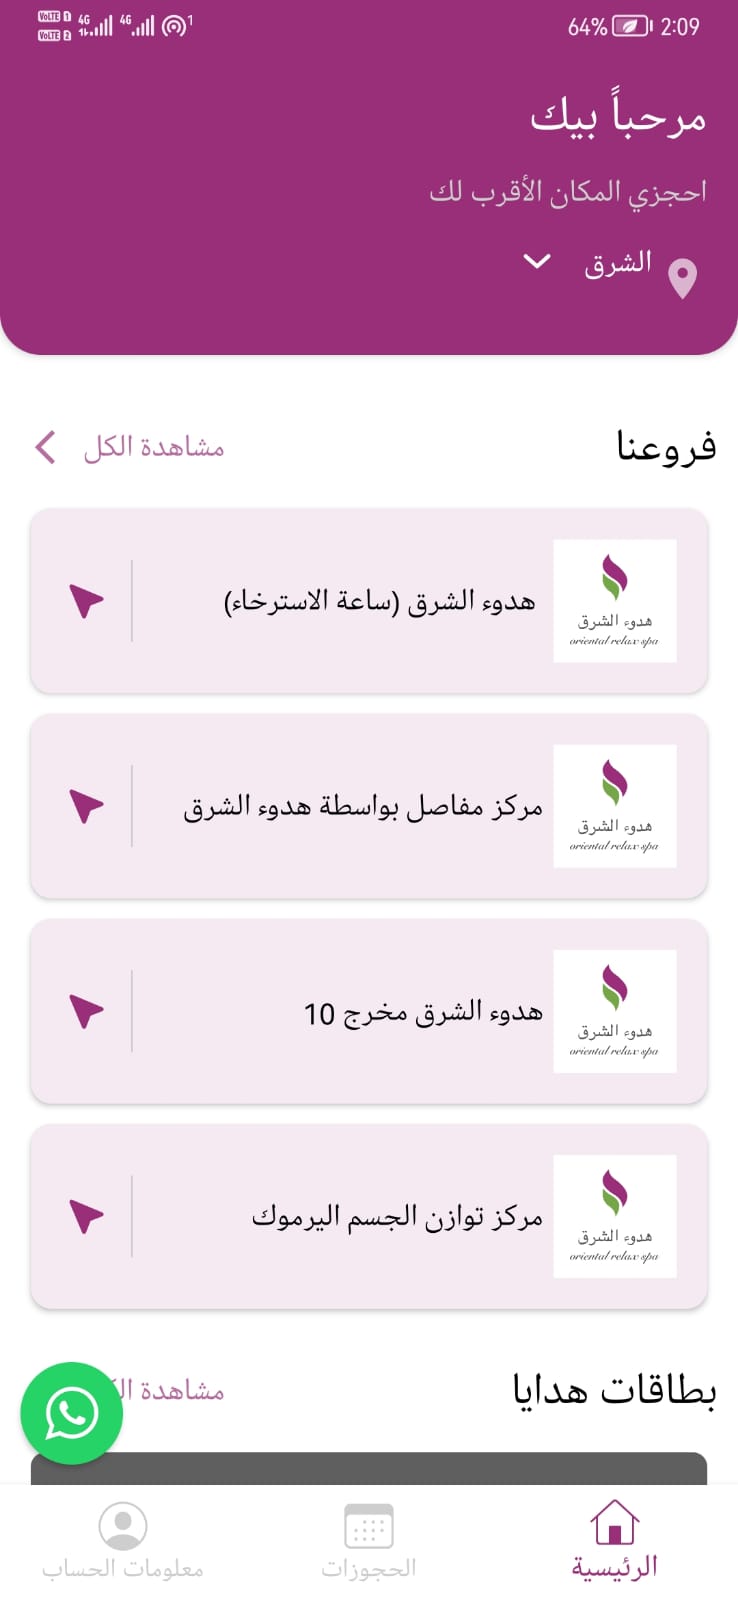 VoLTE 1 4G 4G 1
VoLTE 2
64% 2:09
مرحباً بيك
احجزي المكان الأقرب لك
الشرق
فروعنا
مشاهدة الكل
هدوء الشرق
oriental relax spa
هدوء الشرق (ساعة الاسترخاء)
هدوء الشرق
oriental relax spa
مركز مفاصل بواسطة هدوء الشرق
هدوء الشرق
oriental relax spa
هدوء الشرق مخرج 10
هدوء الشرق
oriental relax spa
مركز توازن الجسم اليرموك
بطاقات هدايا
مشاهدة
الرئيسية
الحجوزات
معلومات الحساب